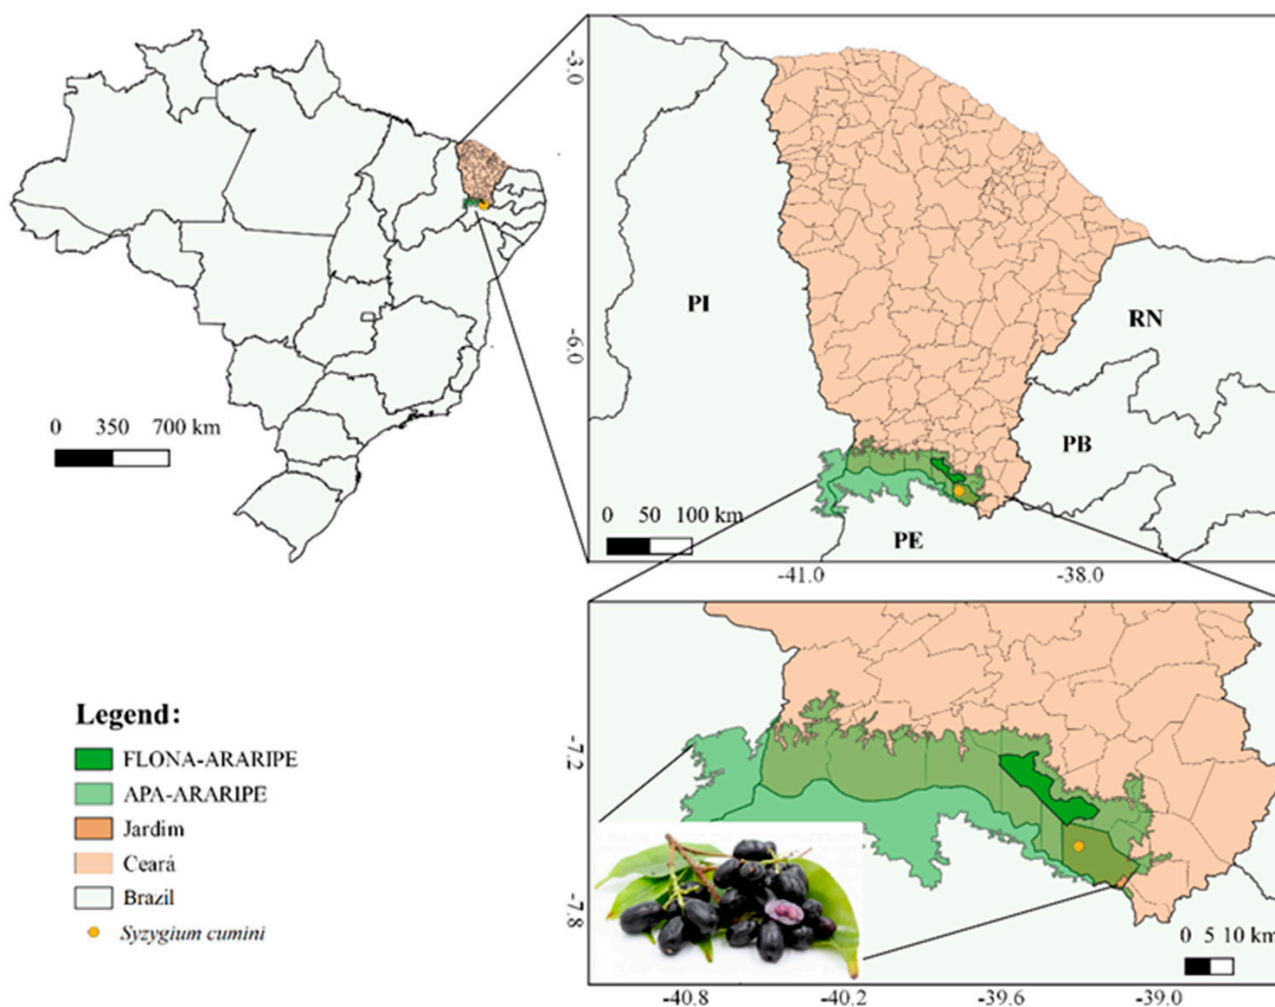 -3.0
-6.0
PI
RN
PB
PE
0 350 700 km
0 50 100 km
-41.0 -38.0
Legend:
FLONA-ARARIPE
APA-ARARIPE
Jardim
Ceará
Brazil
Syzygium cumini
-7.2
-7.8
0 5 10 km
-40.8 -40.2 -39.6 -39.0